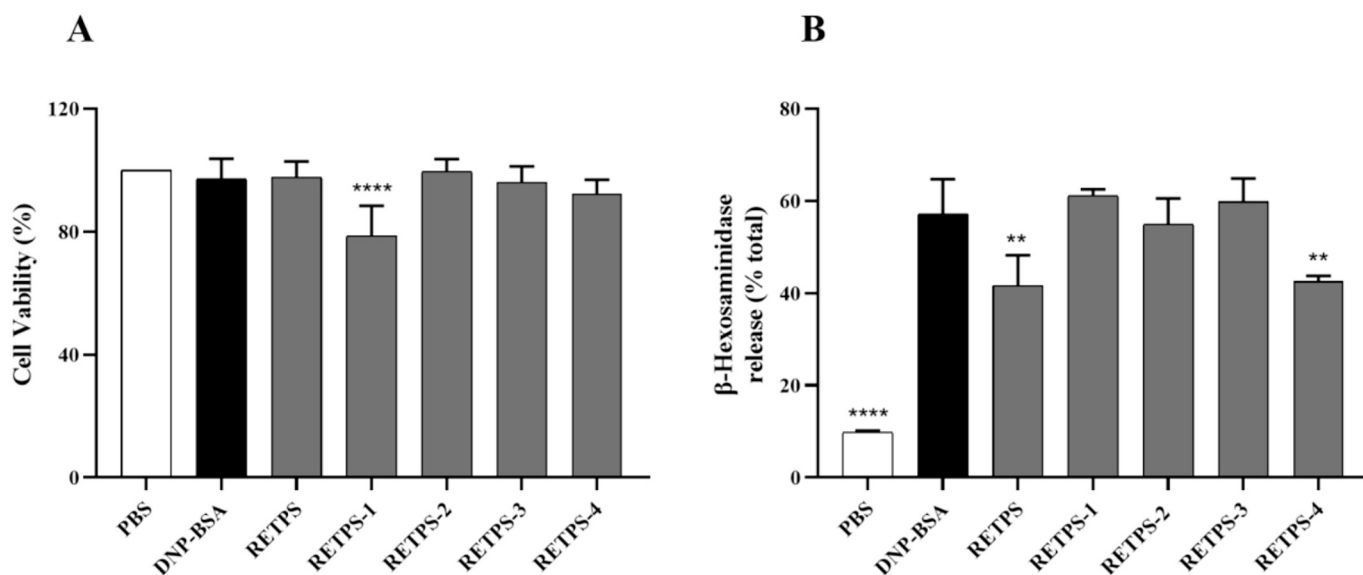 A
Cell Vability (%)
120
80
40
0
****
PBS
DNP-BSA
RETPS
RETPS-1
RETPS-2
RETPS-3
RETPS-4
B
β-Hexosaminidase
release (% total)
80
60
40
20
0
****
**
**
PBS
DNP-BSA
RETPS
RETPS-1
RETPS-2
RETPS-3
RETPS-4